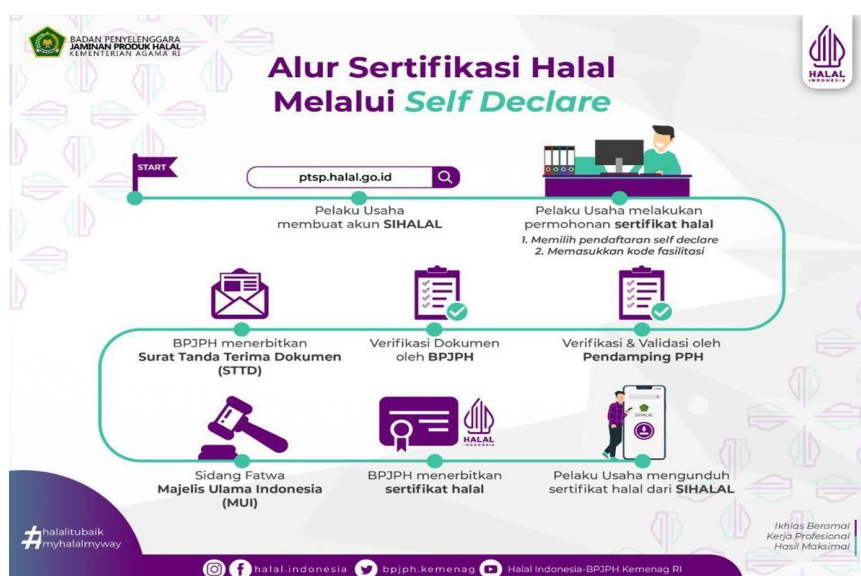 BADAN PENYELENGGARA
JAMINAN PRODUK HALAL
KEMENTERIAN AGAMA RI
HALAL
INDONESIA
Alur Sertifikasi Halal
Melalui Self Declare
START
ptsp.halal.go.id
Pelaku Usaha
membuat akun SIHALAL
Pelaku Usaha melakukan
permohonan sertifikat halal
1. Memilih pendaftaran self declare
2. Memasukkan kode fasilitasi
BPJPH menerbitkan
Surat Tanda Terima Dokumen
(STTD)
Verifikasi Dokumen
oleh BPJPH
Verifikasi & Validasi oleh
Pendamping PPH
HALAL
INDONESIA
SIHALAL
Sidang Fatwa
Majelis Ulama Indonesia
(MUI)
BPJPH menerbitkan
sertifikat halal
Pelaku Usaha mengunduh
sertifikat halal dari SIHALAL
#halalitubaik
myhalalmyway
Ikhlas Beramal
Kerja Profesional
Hasil Maksimal
halal.indonesia bpjph.kemenag Halal Indonesia-BPJPH Kemenag RI